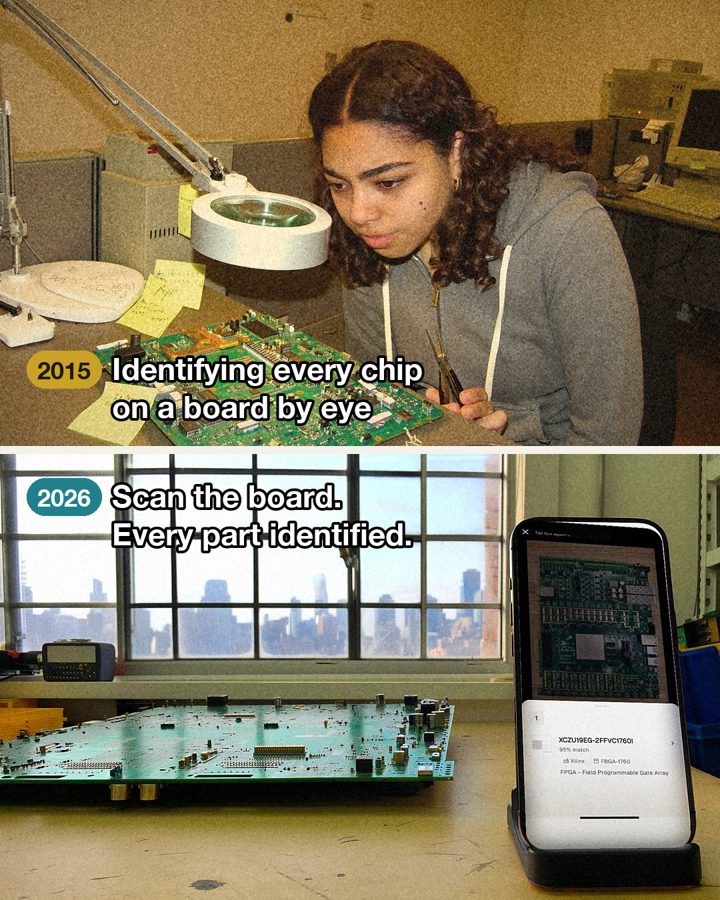 2015
Identifying every chip
on a board by eye
2026
Scan the board.
Every part identified.
1
XCZU19EG-2FFVC1760I
95% match
Xilinx FBGA-1760
FPGA - Field Programmable Gate Array